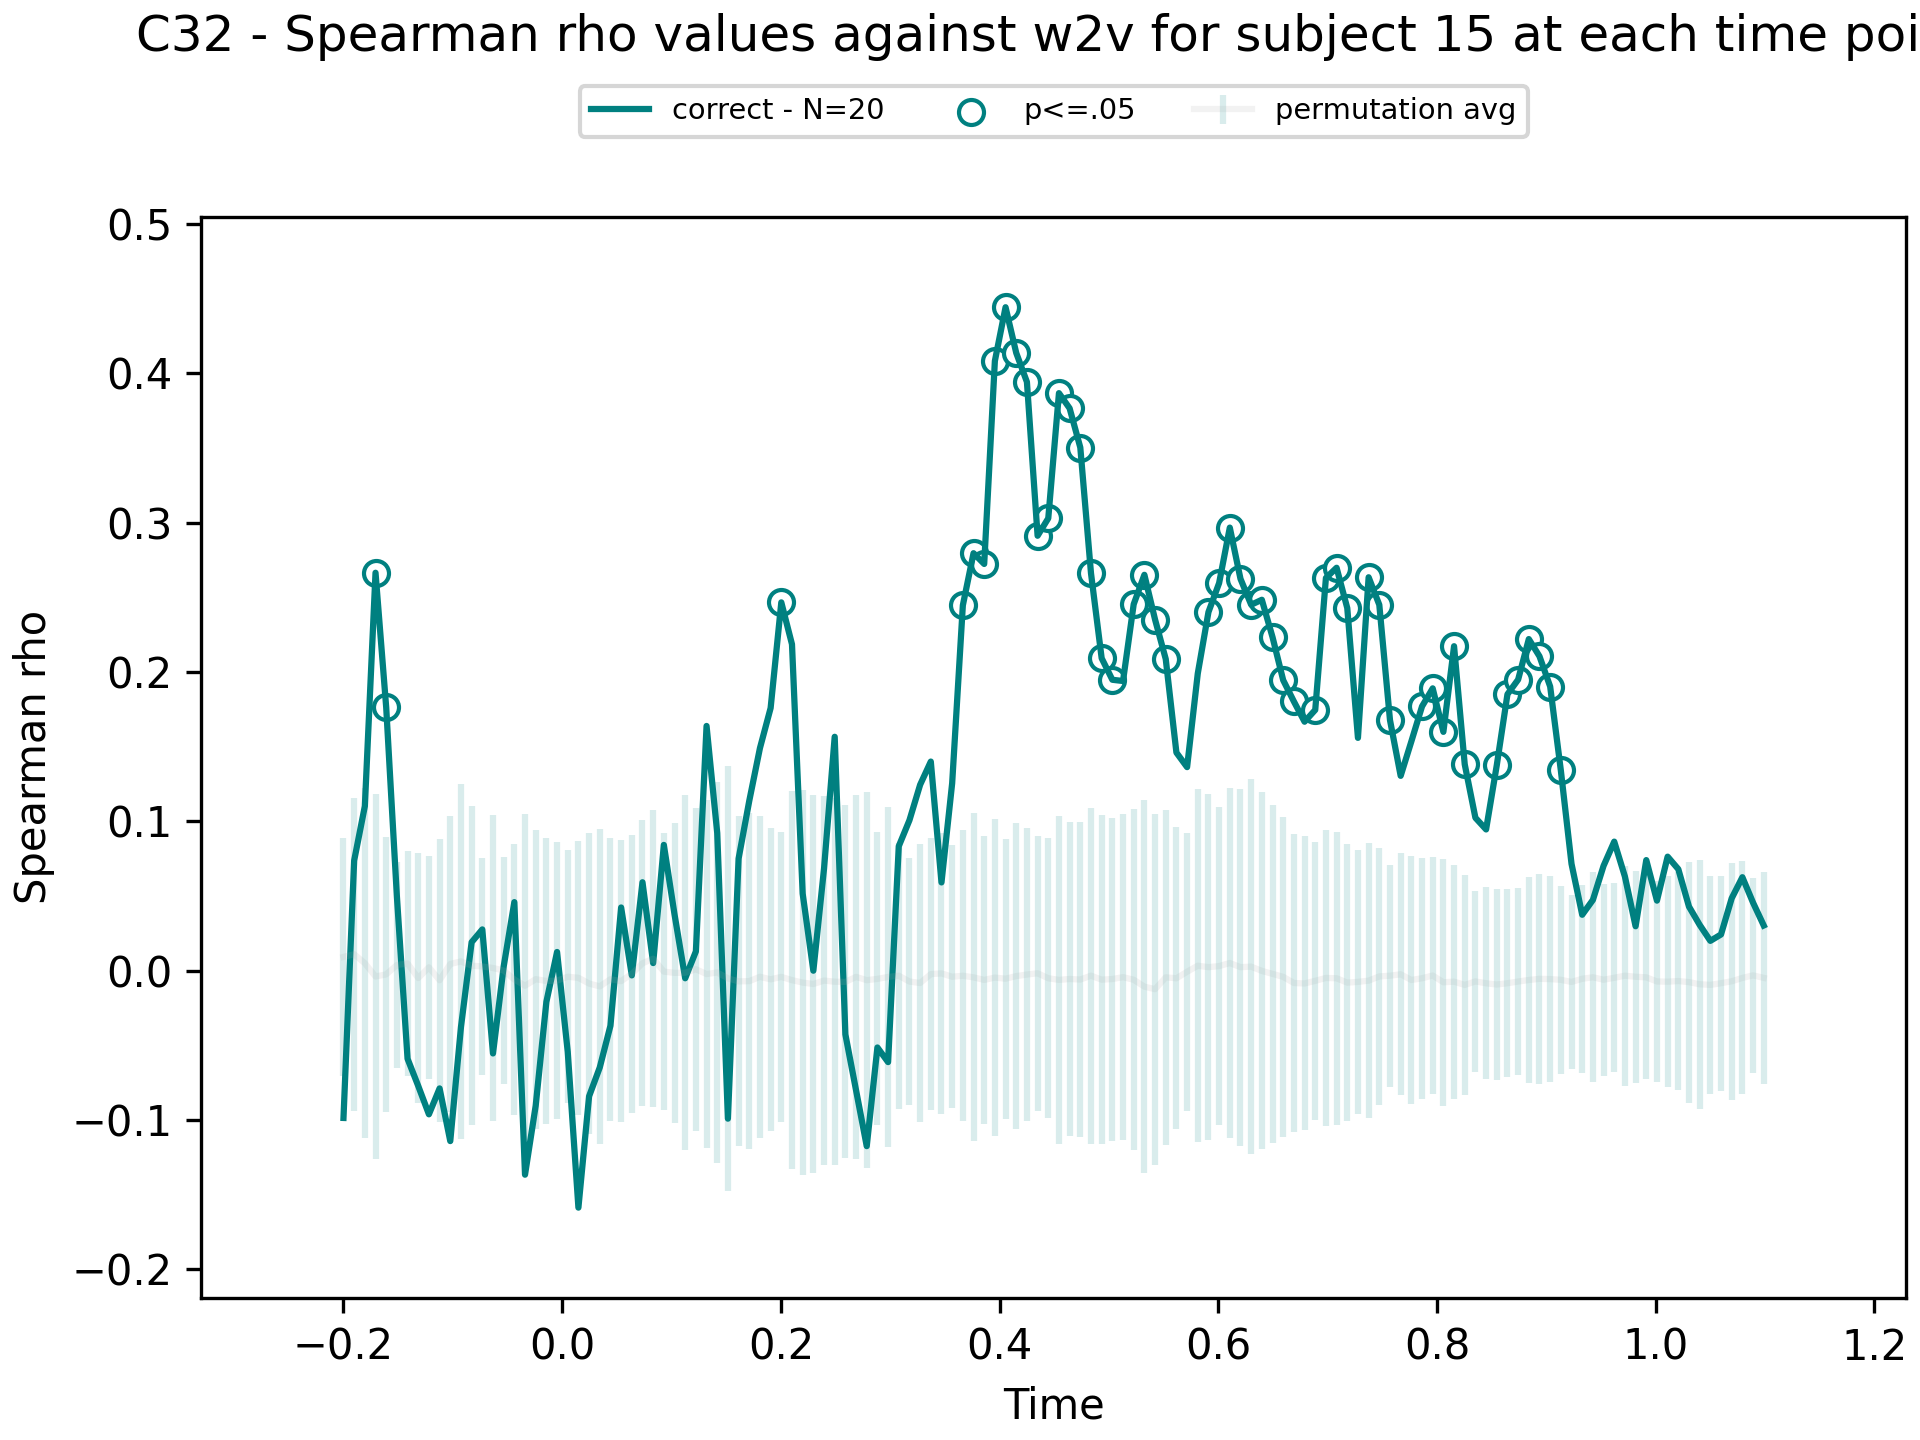 C32 - Spearman rho values against w2v for subject 15 at each time poi
correct - N=20 p<=.05 permutation avg
Spearman rho
0.5
0.4
0.3
0.2
0.1
0.0
−0.1
−0.2
−0.2 0.0 0.2 0.4 0.6 0.8 1.0 1.2
Time